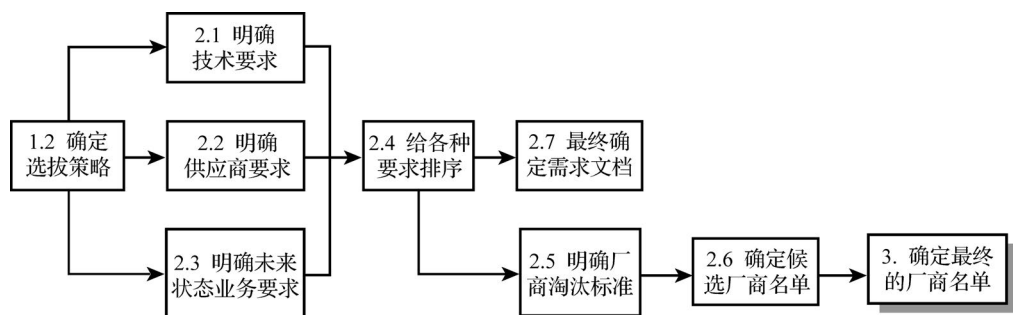 2.1 明确
技术要求
1.2 确定
选拔策略
2.2 明确
供应商要求
2.4 给各种
要求排序
2.7 最终确
定需求文档
2.3 明确未来
状态业务要求
2.5 明确厂
商淘汰标准
2.6 确定候
选厂商名单
3. 确定最终
的厂商名单